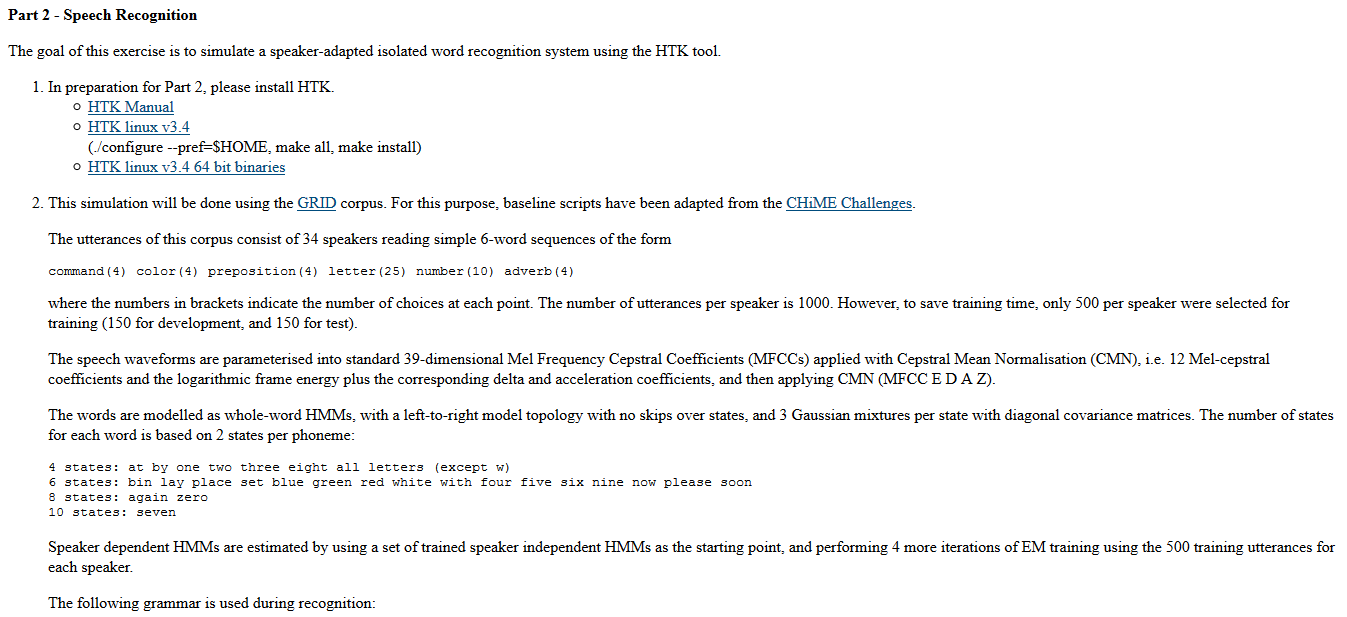 Part 2 - Speech Recognition
The goal of this exercise is to simulate a speaker-adapted isolated word recognition system using the HTK tool.
1. In preparation for Part 2, please install HTK.
HTK Manual
HTK linux v3.4
(./configure --pref=$HOME, make all, make install)
HTK linux v3.4 64 bit binaries
2. This simulation will be done using the GRID corpus. For this purpose, baseline scripts have been adapted from the CHiME Challenges.
The utterances of this corpus consist of 34 speakers reading simple 6-word sequences of the form
command(4) color(4) preposition(4) letter(25) number(10) adverb(4)
where the numbers in brackets indicate the number of choices at each point. The number of utterances per speaker is 1000. However, to save training time, only 500 per speaker were selected for
training (150 for development, and 150 for test).
The speech waveforms are parameterised into standard 39-dimensional Mel Frequency Cepstral Coefficients (MFCCs) applied with Cepstral Mean Normalisation (CMN), i.e. 12 Mel-cepstral
coefficients and the logarithmic frame energy plus the corresponding delta and acceleration coefficients, and then applying CMN (MFCC E D A Z).
The words are modelled as whole-word HMMs, with a left-to-right model topology with no skips over states, and 3 Gaussian mixtures per state with diagonal covariance matrices. The number of states
for each word is based on 2 states per phoneme:
4 states: at by one two three eight all letters (except w)
6 states: bin lay place set blue green red white with four five six nine now please soon
8 states: again zero
10 states: seven
Speaker dependent HMMs are estimated by using a set of trained speaker independent HMMs as the starting point, and performing 4 more iterations of EM training using the 500 training utterances for
each speaker.
The following grammar is used during recognition: